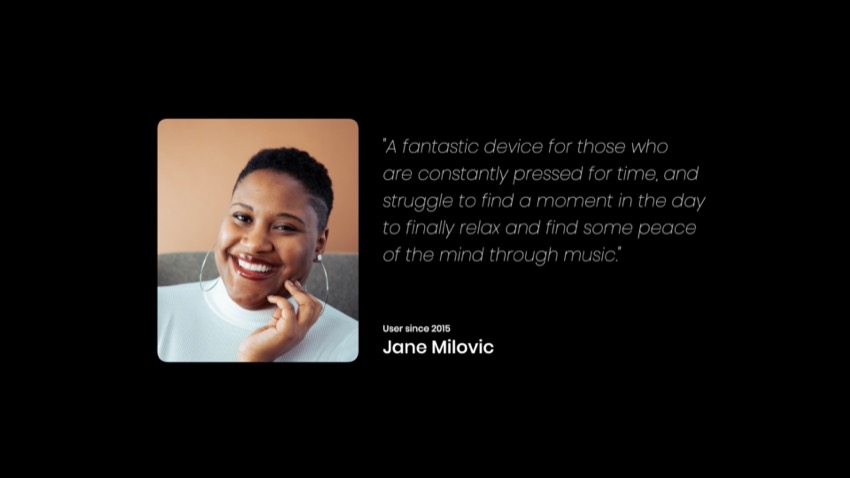 "A fantastic device for those who
are constantly pressed for time, and
struggle to find a moment in the day
to finally relax and find some peace
of the mind through music."
User since 2015
Jane Milovic